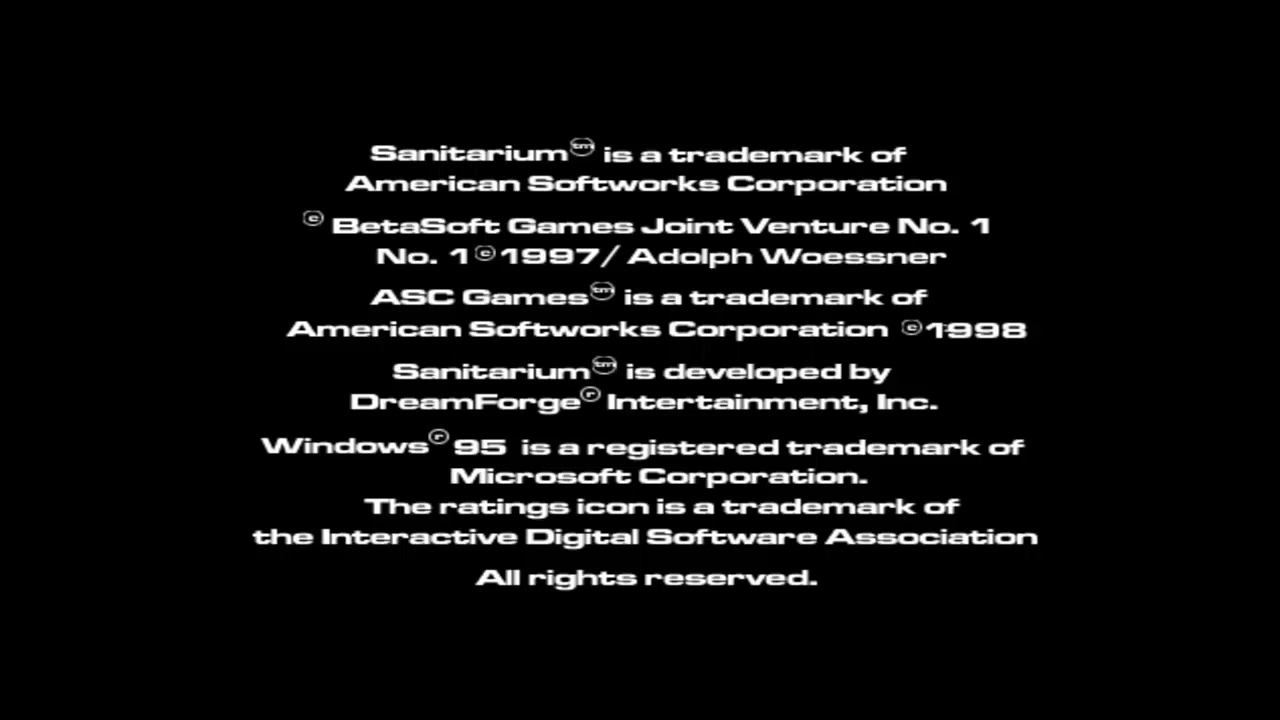 Sanitarium™ is a trademark of
American Softworks Corporation
© BetaSoft Games Joint Venture No. 1
No. 1©1997/ Adolph Woessner
ASC Games™ is a trademark of
American Softworks Corporation ©1998
Sanitarium™ is developed by
DreamForge® Intertainment, Inc.
Windows® 95 is a registered trademark of
Microsoft Corporation.
The ratings icon is a trademark of
the Interactive Digital Software Association
All rights reserved.